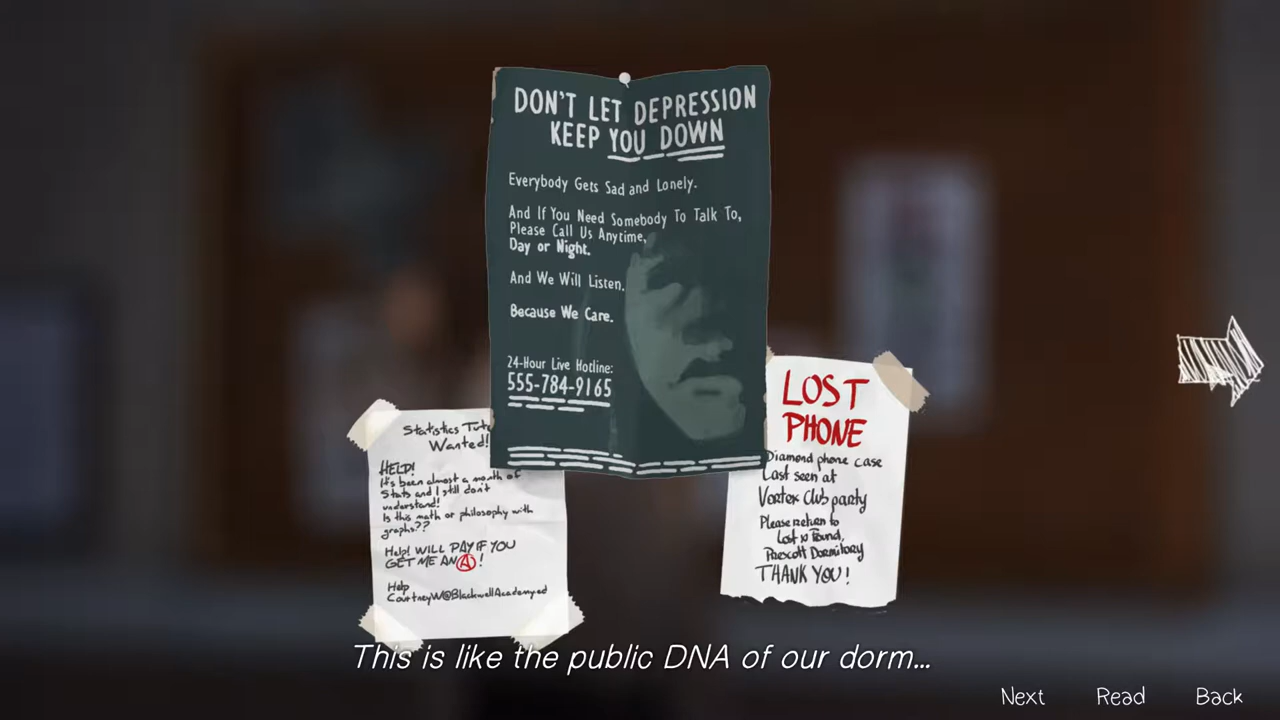 DON'T LET DEPRESSION
KEEP YOU DOWN
Everybody Gets Sad and Lonely.
And If You Need Somebody To Talk To,
Please Call Us Anytime,
Day or Night.
And We Will Listen.
Because We Care.
24-Hour Live Hotline:
555-784-9165
Statistics
Wanted!
HELP!
It's been almost a month of
Stats and I still don't
understand!
Is this math or philosophy with
graphs??
Help! WILL PAY IF YOU
GET ME AN A!
Help
CourtneyW@BlackwellAcademy.ed
LOST
PHONE
Diamond phone case
Last seen at
Vortex Club party
Please return to
Lost & Found,
Prescott Dormitory
THANK YOU!
This is like the public DNA of our dorm...
Next Read Back